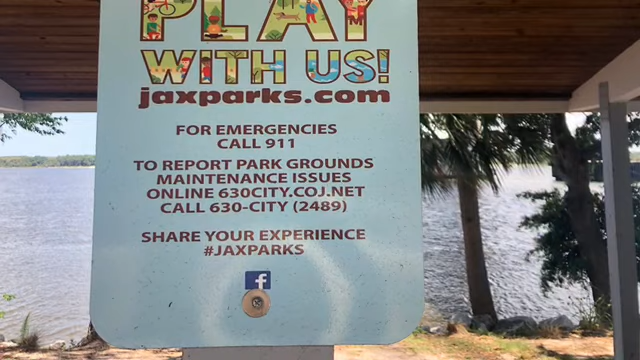 PLAY
WITH US!
jaxparks.com
FOR EMERGENCIES
CALL 911
TO REPORT PARK GROUNDS
MAINTENANCE ISSUES
ONLINE 630CITY.COJ.NET
CALL 630-CITY (2489)
SHARE YOUR EXPERIENCE
#JAXPARKS
f